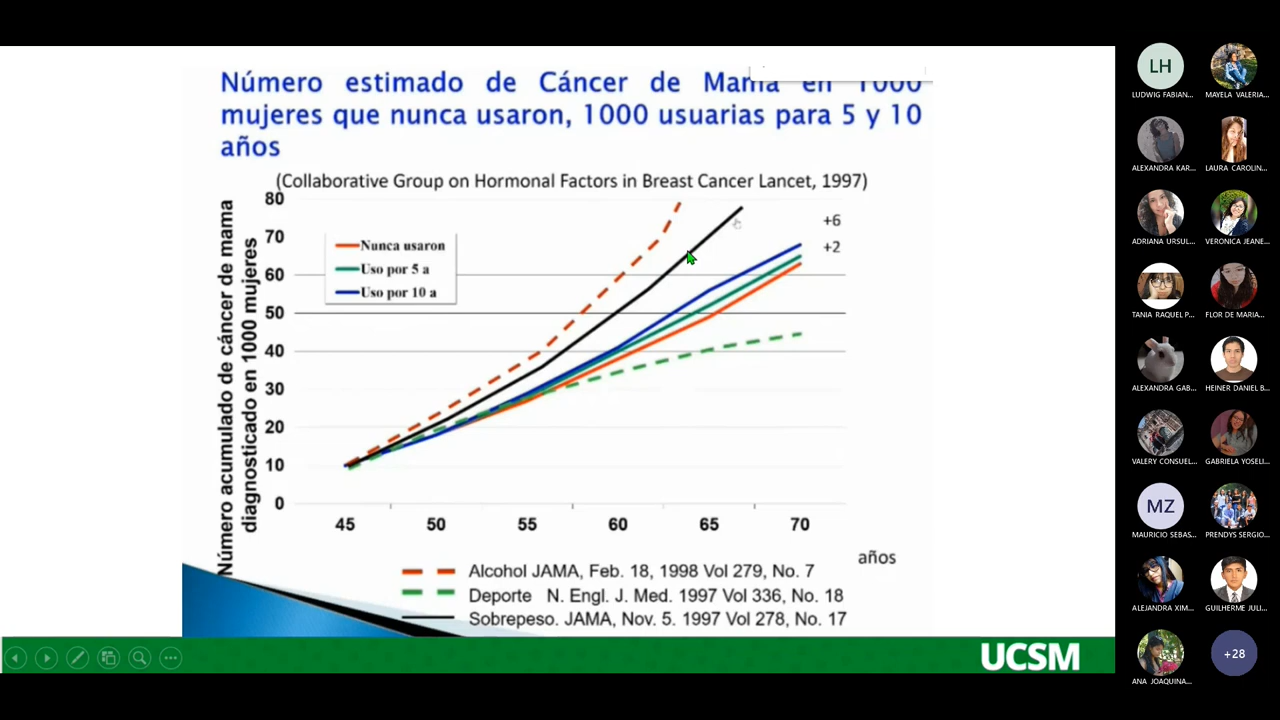 Número estimado de Cáncer de Mama en 1000
mujeres que nunca usaron, 1000 usuarias para 5 y 10
años
(Collaborative Group on Hormonal Factors in Breast Cancer Lancet, 1997)
Número acumulado de cáncer de mama
diagnosticado en 1000 mujeres
80
70
60
50
40
30
20
10
0
Nunca usaron
Uso por 5 a
Uso por 10 a
+6
+2
45 50 55 60 65 70
años
Alcohol JAMA, Feb. 18, 1998 Vol 279, No. 7
Deporte N. Engl. J. Med. 1997 Vol 336, No. 18
Sobrepeso. JAMA, Nov. 5. 1997 Vol 278, No. 17
UCSM
LH
LUDWIG FABIAN...
MAYELA VALERIA...
ALEXANDRA KAR...
LAURA CAROLIN...
ADRIANA URSUL...
VERONICA JEANE...
TANIA RAQUEL P...
FLOR DE MARIA...
ALEXANDRA GAB...
HEINER DANIEL B...
VALERY CONSUEL...
GABRIELA YOSELI...
MZ
MAURICIO SEBAS...
PRENDYS SERGIO...
ALEJANDRA XIM...
GUILHERME JULI...
ANA JOAQUINA...
+28